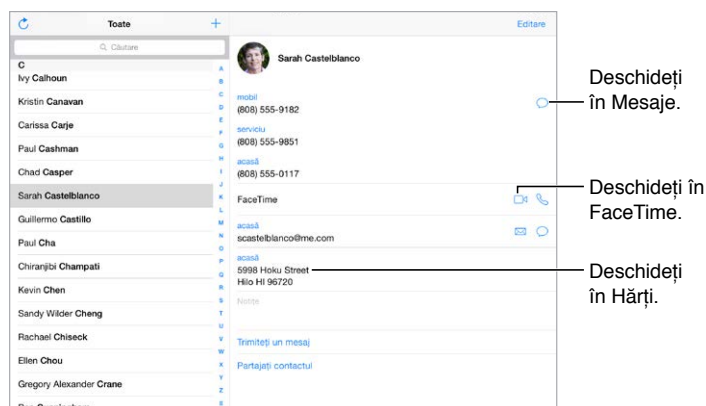 Toate
+
Editare
Căutare
C
Ivy Calhoun
Kristin Canavan
Carissa Carje
Paul Cashman
Chad Casper
Sarah Castelblanco
Guillermo Castillo
Paul Cha
Chiranjibi Champati
Kevin Chen
Sandy Wilder Cheng
Rachael Chiseck
Ellen Chou
Gregory Alexander Crane
A
B
C
D
E
F
G
H
I
J
K
L
M
N
O
P
Q
R
S
T
U
V
W
X
Y
Z
Sarah Castelblanco
mobil
(808) 555-9182
serviciu
(808) 555-9851
acasă
(808) 555-0117
FaceTime
acasă
scastelblanco@me.com
acasă
5998 Hoku Street
Hilo HI 96720
Notițe
Trimiteți un mesaj
Partajați contactul
Deschideți
în Mesaje.
Deschideți în
FaceTime.
Deschideți
în Hărți.